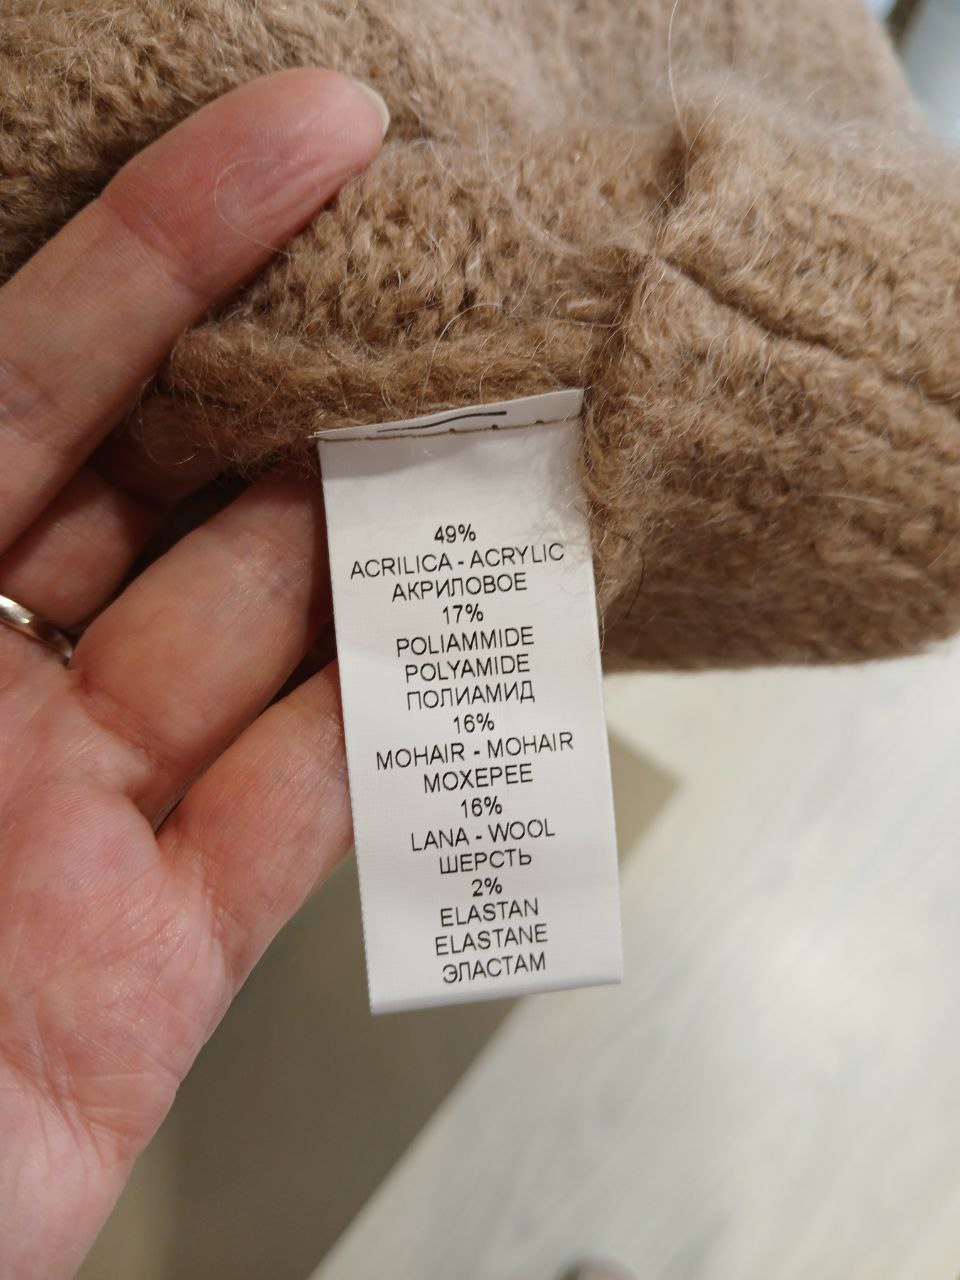 49%
ACRILICA - ACRYLIC
АКРИЛОВОЕ
17%
POLIAMMIDE
POLYAMIDE
ПОЛИАМИД
16%
MOHAIR - MOHAIR
МОХЕРЕЕ
16%
LANA - WOOL
ШЕРСТЬ
2%
ELASTAN
ELASTANE
ЭЛАСТАМ